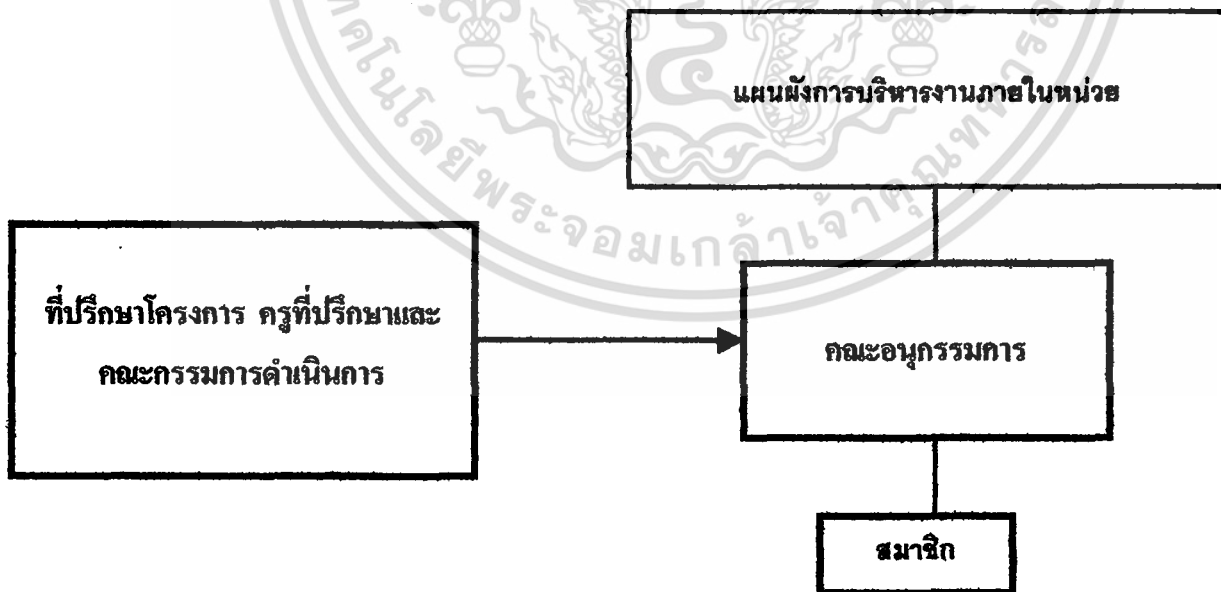 แผนผังการบริหารงานภายในหน่วย
ที่ปรึกษาโครงการ ครูที่ปรึกษาและ
คณะกรรมการดำเนินการ
คณะอนุกรรมการ
สมาชิก